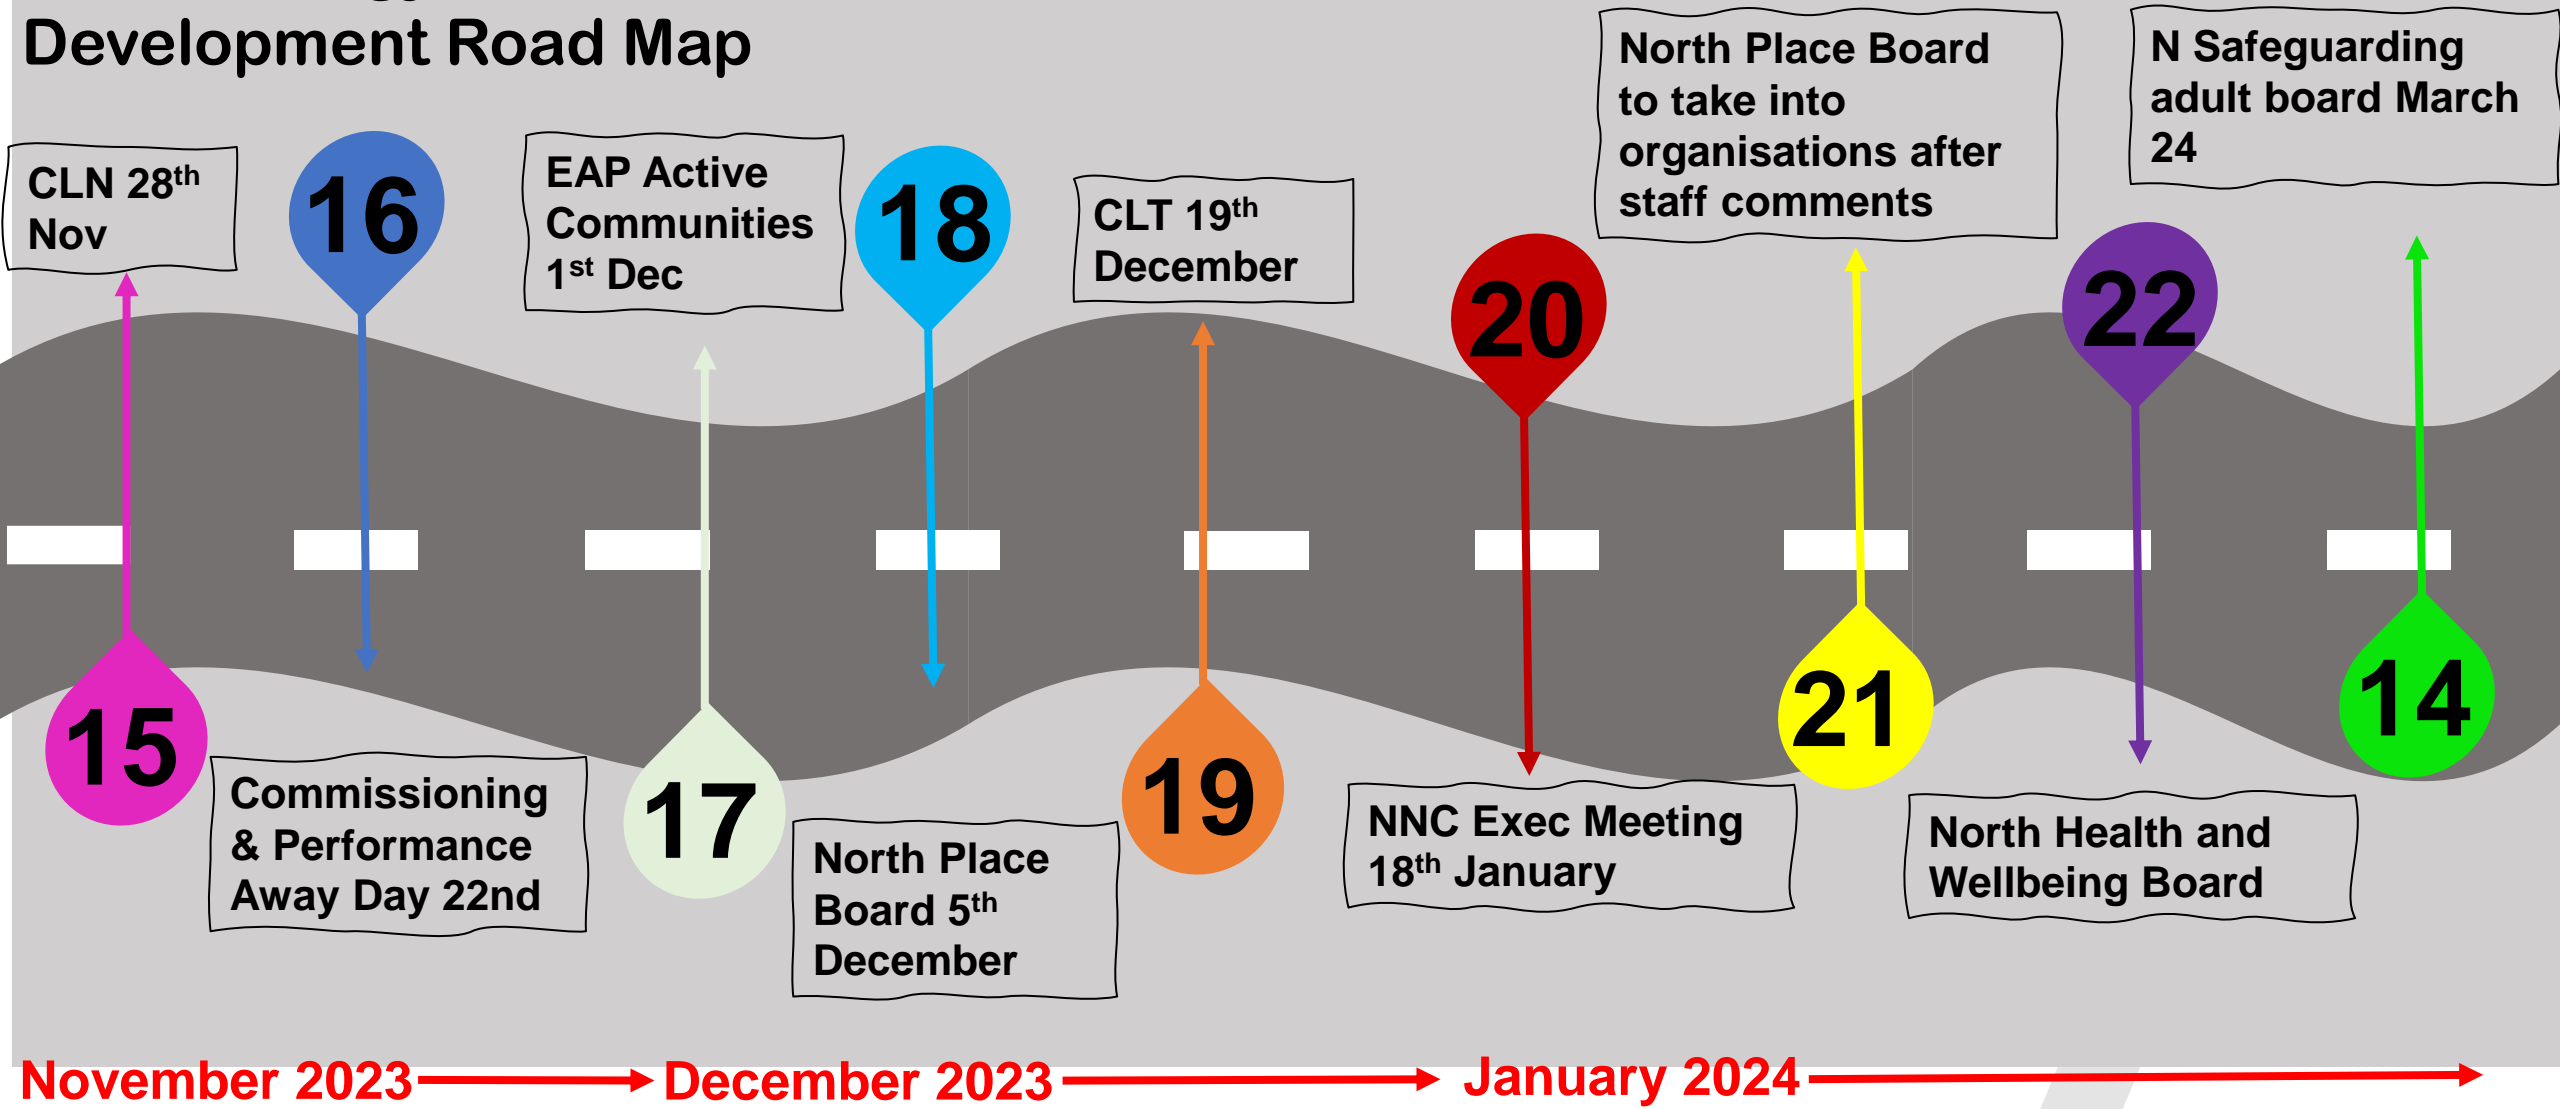 Development Road Map
CLN 28th
Nov
16
EAP Active
Communities
1st Dec
18
CLT 19th
December
20
North Place Board
to take into
organisations after
staff comments
22
N Safeguarding
adult board March
24
15
Commissioning
& Performance
Away Day 22nd
17
North Place
Board 5th
December
19
NNC Exec Meeting
18th January
21
North Health and
Wellbeing Board
14
November 2023
December 2023
January 2024